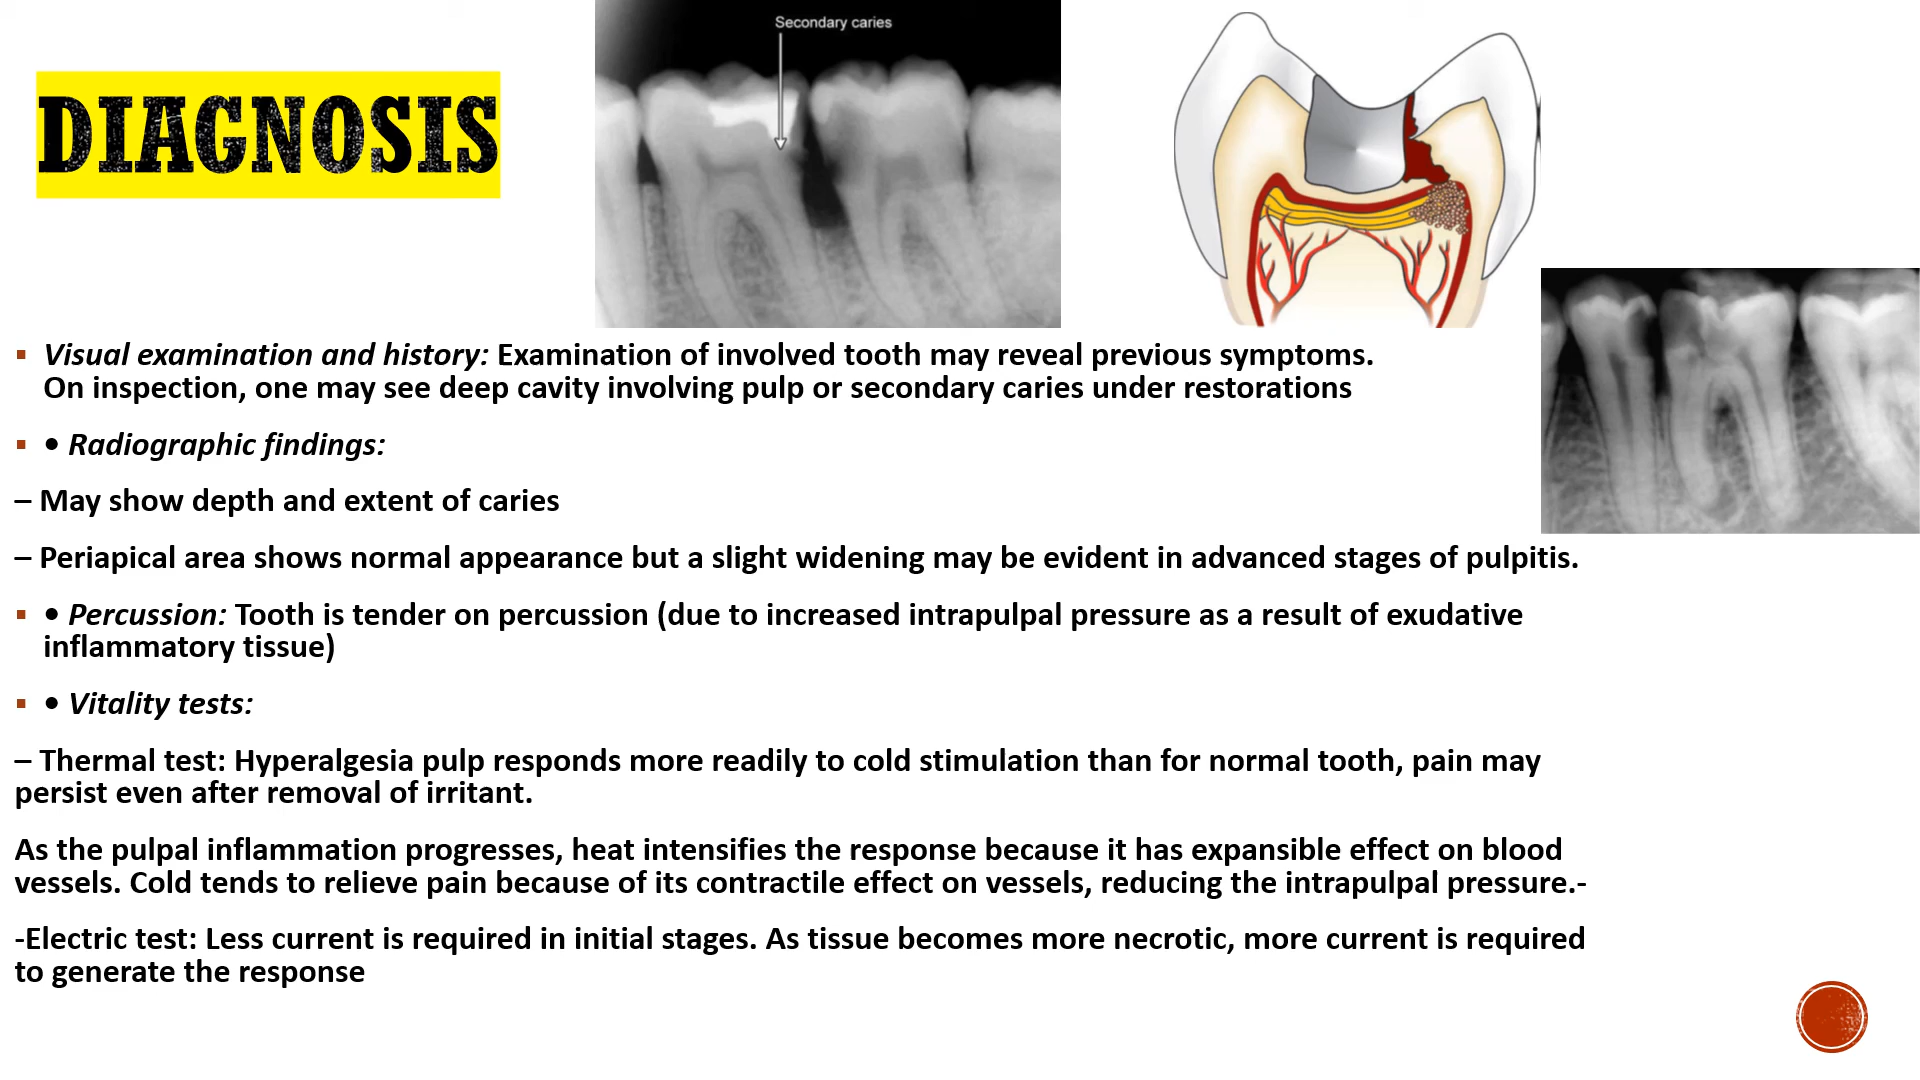 Secondary caries
DIAGNOSIS
▪ Visual examination and history: Examination of involved tooth may reveal previous symptoms.
On inspection, one may see deep cavity involving pulp or secondary caries under restorations
▪ • Radiographic findings:
– May show depth and extent of caries
– Periapical area shows normal appearance but a slight widening may be evident in advanced stages of pulpitis.
▪ • Percussion: Tooth is tender on percussion (due to increased intrapulpal pressure as a result of exudative
inflammatory tissue)
▪ • Vitality tests:
– Thermal test: Hyperalgesia pulp responds more readily to cold stimulation than for normal tooth, pain may
persist even after removal of irritant.
As the pulpal inflammation progresses, heat intensifies the response because it has expansible effect on blood
vessels. Cold tends to relieve pain because of its contractile effect on vessels, reducing the intrapulpal pressure.-
-Electric test: Less current is required in initial stages. As tissue becomes more necrotic, more current is required
to generate the response